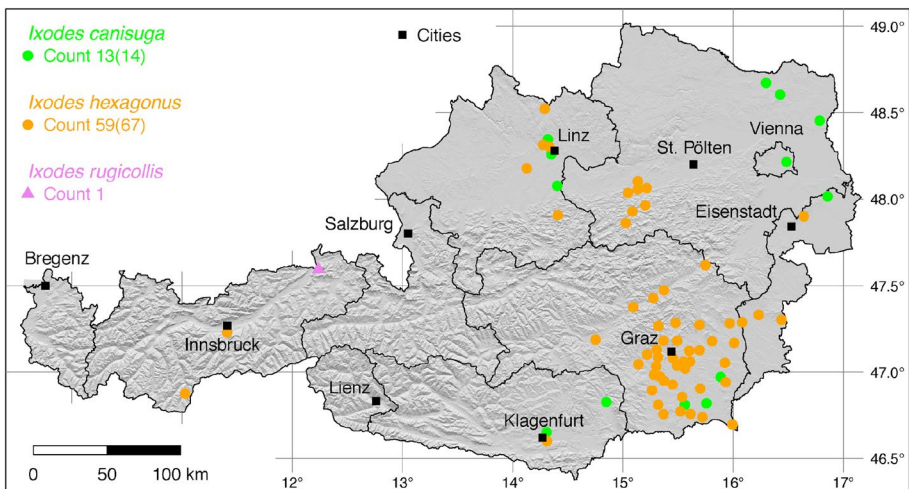 Ixodes canisuga
Count 13(14)
Ixodes hexagonus
Count 59(67)
Ixodes rugicollis
Count 1
Cities
49.0°
48.5°
48.0°
47.5°
47.0°
46.5°
Linz
Vienna
St. Pölten
Eisenstadt
Salzburg
Bregenz
Innsbruck
Graz
Lienz
Klagenfurt
0 50 100 km
12° 13° 14° 15° 16° 17°